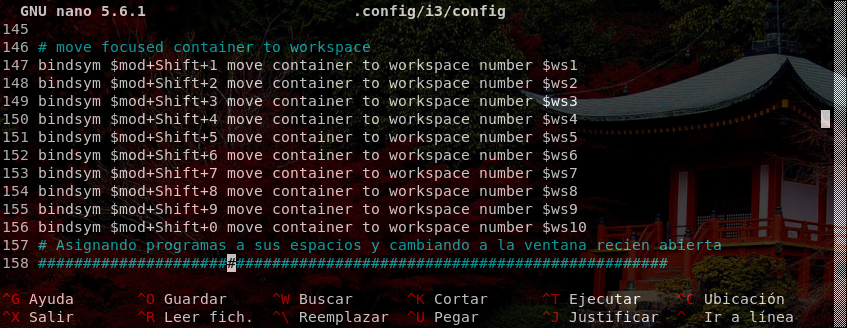 GNU nano 5.6.1 .config/i3/config
145
146 # move focused container to workspace
147 bindsym $mod+Shift+1 move container to workspace number $ws1
148 bindsym $mod+Shift+2 move container to workspace number $ws2
149 bindsym $mod+Shift+3 move container to workspace number $ws3
150 bindsym $mod+Shift+4 move container to workspace number $ws4
151 bindsym $mod+Shift+5 move container to workspace number $ws5
152 bindsym $mod+Shift+6 move container to workspace number $ws6
153 bindsym $mod+Shift+7 move container to workspace number $ws7
154 bindsym $mod+Shift+8 move container to workspace number $ws8
155 bindsym $mod+Shift+9 move container to workspace number $ws9
156 bindsym $mod+Shift+0 move container to workspace number $ws10
157 # Asignando programas a sus espacios y cambiando a la ventana recien abierta
158 ######################################################################
^G Ayuda ^O Guardar ^W Buscar ^K Cortar ^T Ejecutar ^C Ubicación
^X Salir ^R Leer fich. ^\ Reemplazar ^U Pegar ^J Justificar ^_ Ir a línea